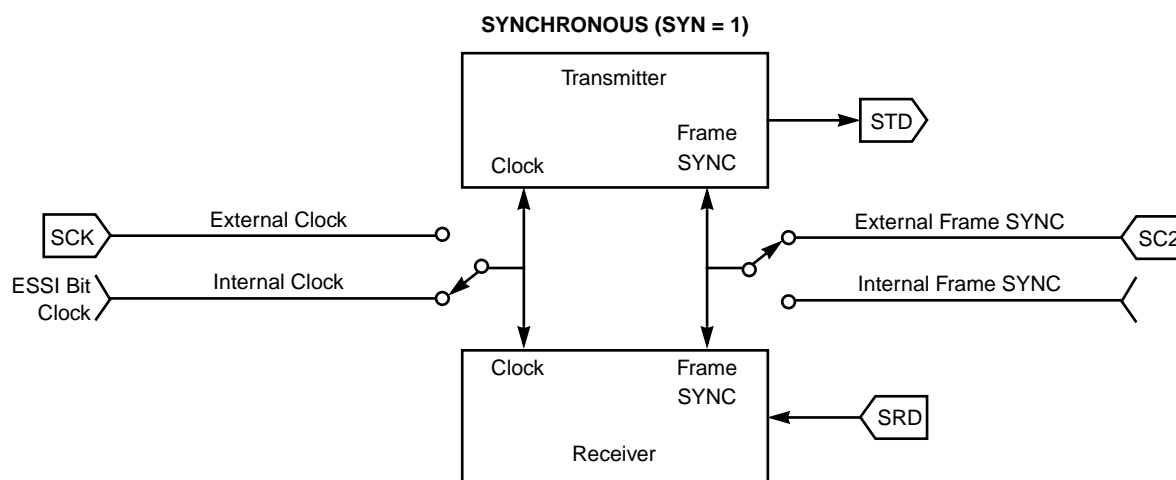 SYNCHRONOUS (SYN = 1)
Transmitter
Frame
SYNC
Clock
STD
SCK
External Clock
External Frame SYNC
SC2
ESSI Bit
Clock
Internal Clock
Internal Frame SYNC
Clock
Frame
SYNC
SRD
Receiver